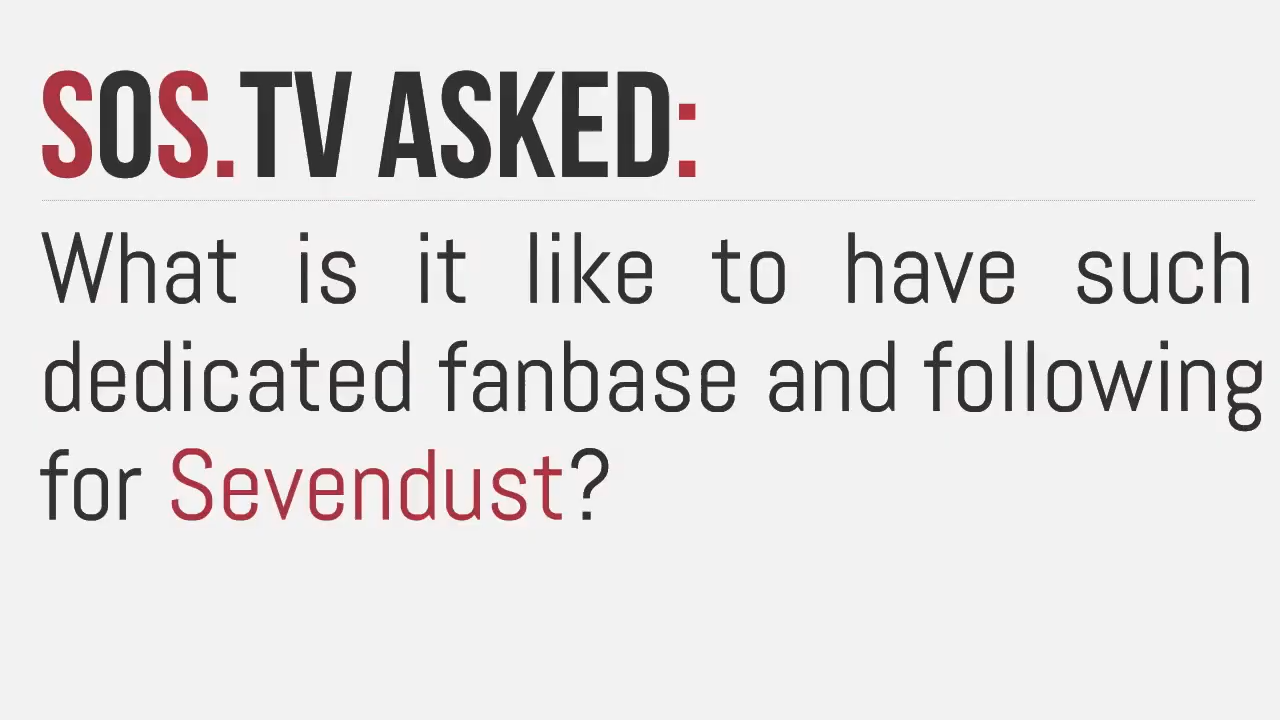 SOS.TV ASKED:
What is it like to have such
dedicated fanbase and following
for Sevendust?